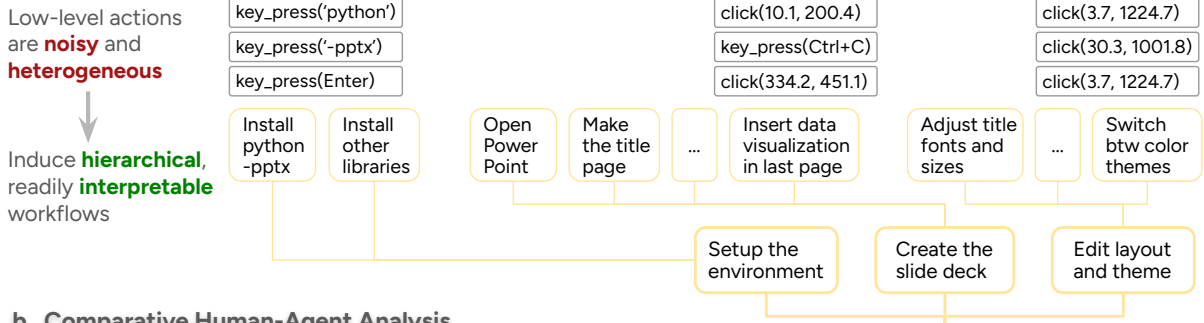 Low-level actions
are noisy and
heterogeneous
Induce hierarchical,
readily interpretable
workflows
key_press('python')
key_press('-pptx')
key_press(Enter)
click(10.1, 200.4)
key_press(Ctrl+C)
click(334.2, 451.1)
click(3.7, 1224.7)
click(30.3, 1001.8)
click(3.7, 1224.7)
Install
python
-pptx
Install
other
libraries
Open
Power
Point
Make
the title
page
...
Insert data
visualization
in last page
Adjust title
fonts and
sizes
...
Switch
btw color
themes
Setup the
environment
Create the
slide deck
Edit layout
and theme
b Comparative Human-Agent Analysis